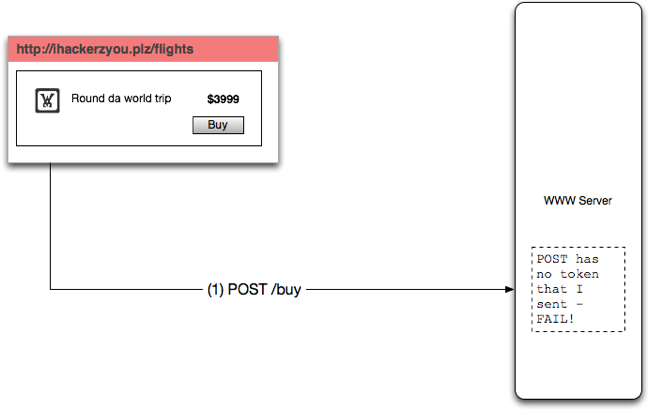 http://ihackerzyou.plz/flights
Round da world trip $3999
Buy
WWW Server
POST has
no token
that I
sent -
FAIL!
(1) POST /buy